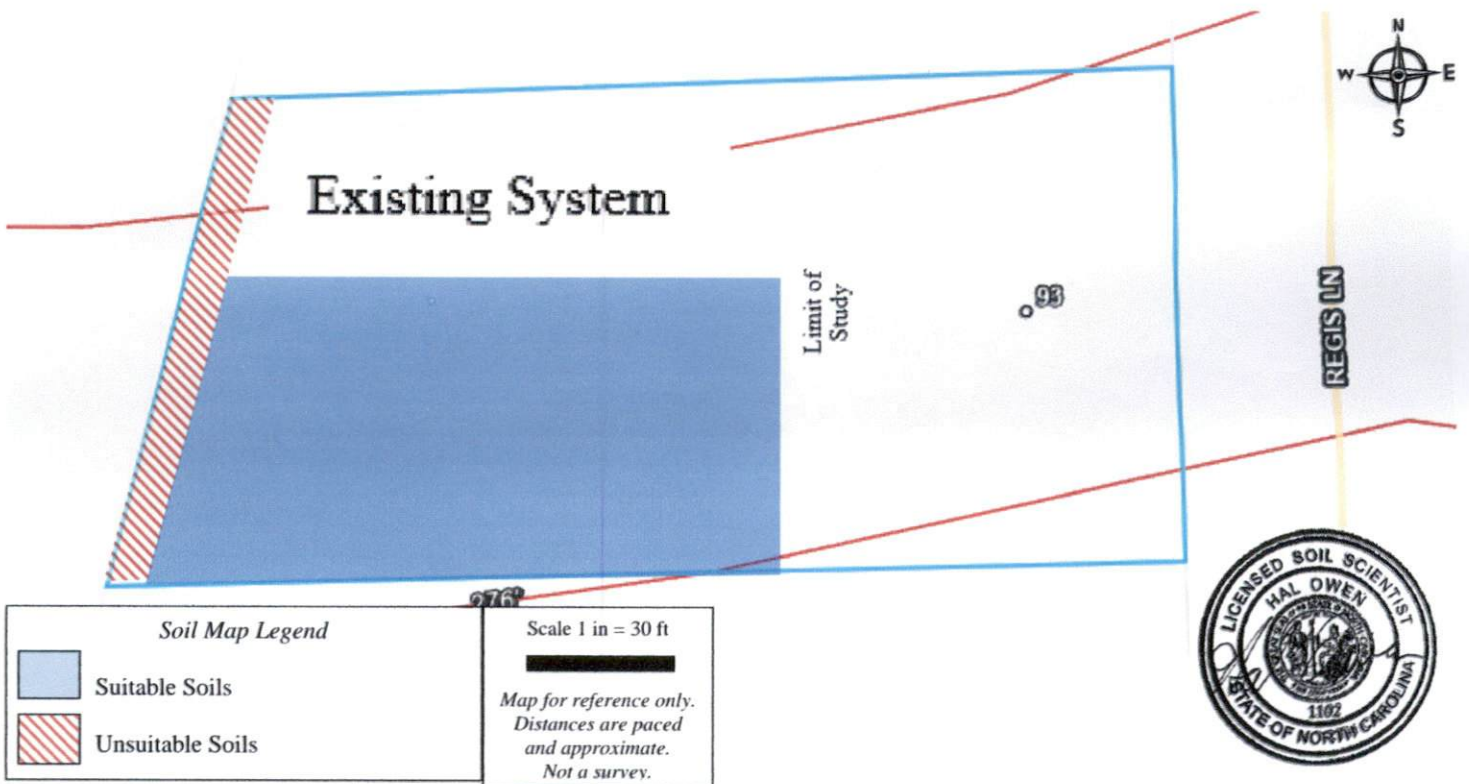 N
W E
S
Existing System
Limit of
Study
93
REGIS LN
276'
Soil Map Legend
Suitable Soils
Unsuitable Soils
Scale 1 in = 30 ft
Map for reference only.
Distances are paced
and approximate.
Not a survey.
LICENSED SOIL SCIENTIST
HAL OWEN
1102
STATE OF NORTH CAROLINA